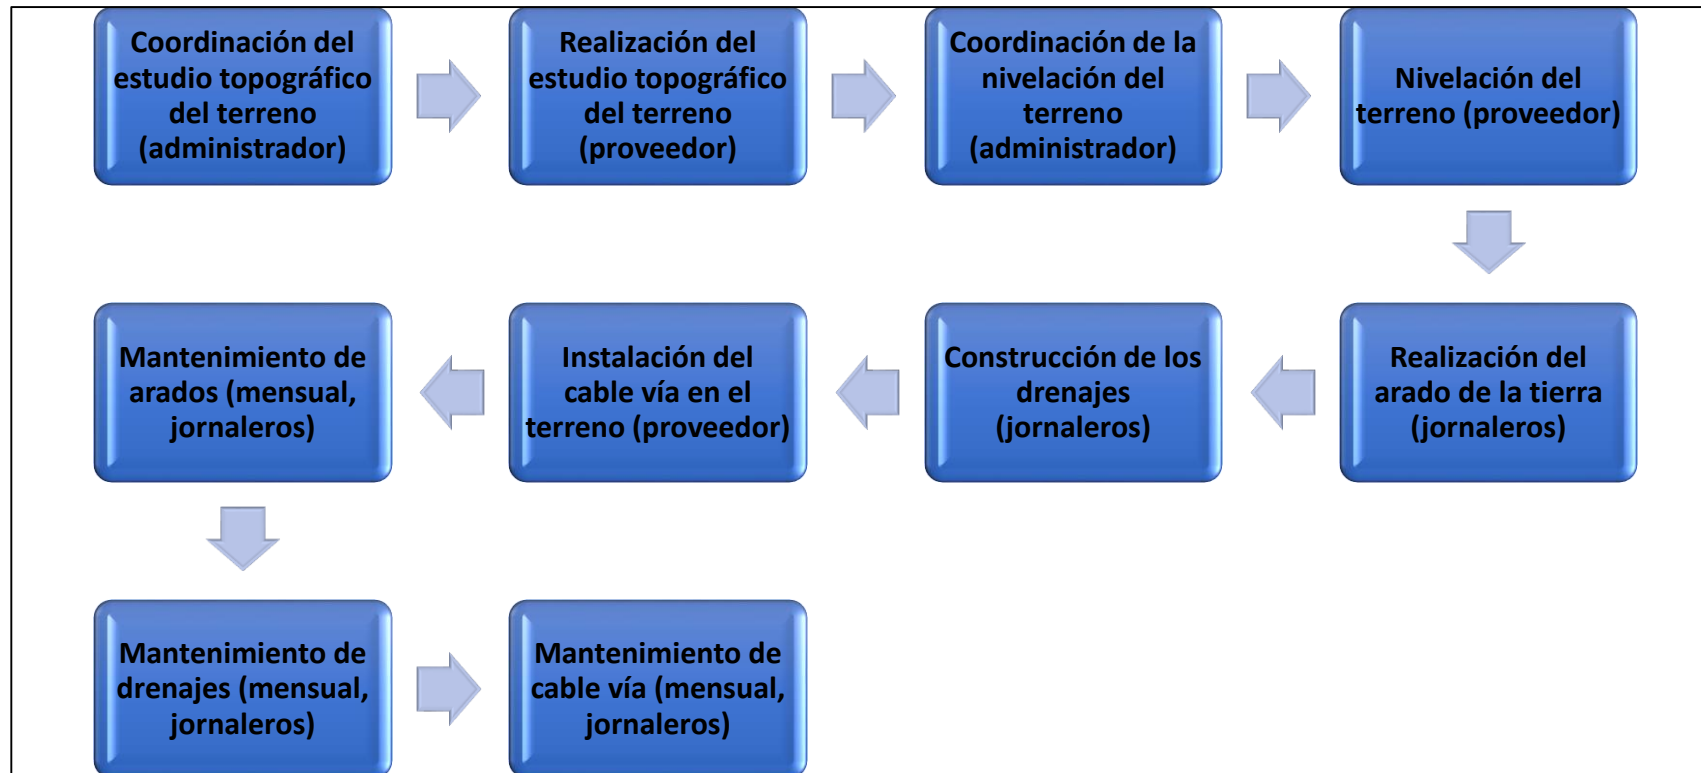 Coordinación del
estudio topográfico
del terreno
(administrador)
Realización del
estudio topográfico
del terreno
(proveedor)
Coordinación de la
nivelación del
terreno
(administrador)
Nivelación del
terreno (proveedor)
Realización del
arado de la tierra
(jornaleros)
Construcción de los
drenajes
(jornaleros)
Instalación del
cable vía en el
terreno (proveedor)
Mantenimiento de
arados (mensual,
jornaleros)
Mantenimiento de
drenajes (mensual,
jornaleros)
Mantenimiento de
cable vía (mensual,
jornaleros)